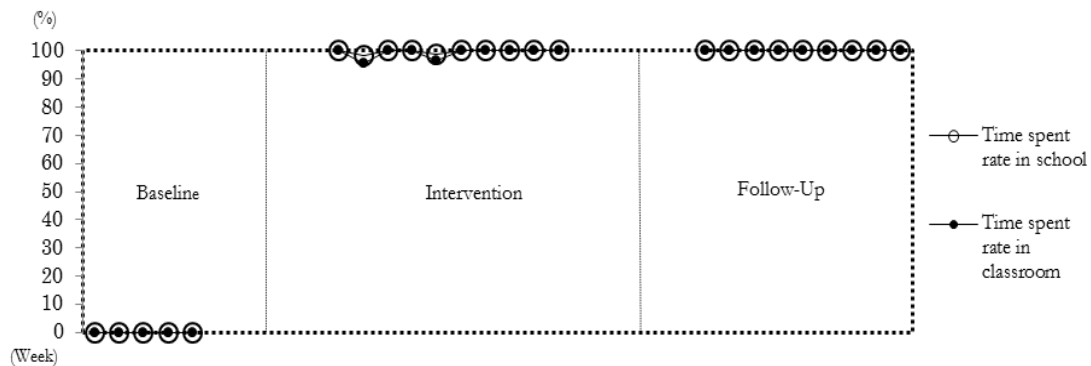 (%)
100
90
80
70
60
50
40
30
20
10
0
(Week)
Baseline
Intervention
Follow-Up
Time spent
rate in school
Time spent
rate in
classroom